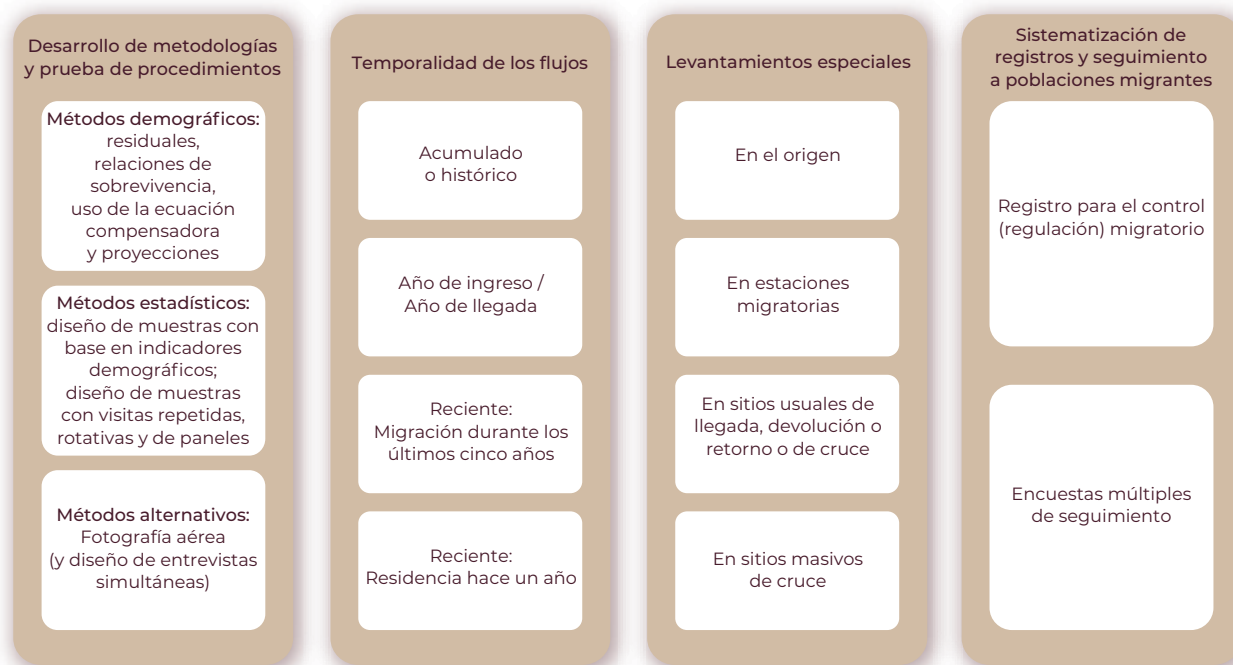 Desarrollo de metodologías
y prueba de procedimientos
Métodos demográficos:
residuales,
relaciones de
sobrevivencia,
uso de la ecuación
compensadora
y proyecciones
Métodos estadísticos:
diseño de muestras con
base en indicadores
demográficos;
diseño de muestras
con visitas repetidas,
rotativas y de paneles
Métodos alternativos:
Fotografía aérea
(y diseño de entrevistas
simultáneas)
Temporalidad de los flujos
Acumulado
o histórico
Año de ingreso /
Año de llegada
Reciente:
Migración durante los
últimos cinco años
Reciente:
Residencia hace un año
Levantamientos especiales
En el origen
En estaciones
migratorias
En sitios usuales de
llegada, devolución o
retorno o de cruce
En sitios masivos
de cruce
Sistematización de
registros y seguimiento
a poblaciones migrantes
Registro para el control
(regulación) migratorio
Encuestas múltiples
de seguimiento